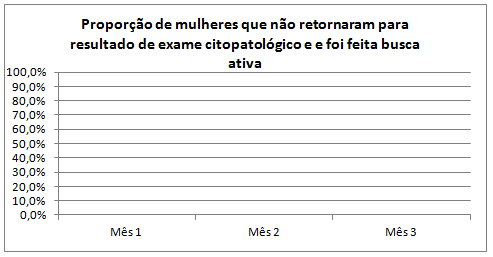 Proporção de mulheres que não retornaram para
resultado de exame citopatológico e e foi feita busca
ativa
100,0%
90,0%
80,0%
70,0%
60,0%
50,0%
40,0%
30,0%
20,0%
10,0%
0,0%
Mês 1 Mês 2 Mês 3